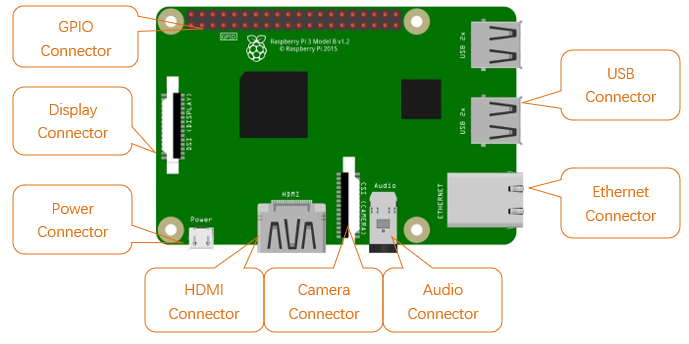 GPIO
Connector
GPIO
Raspberry Pi 3 Model B v1.2
© Raspberry Pi 2015
USB 2x
USB
Connector
Display
Connector
DSI (DISPLAY)
USB 2x
Power
Connector
Power
HDMI
CSI (CAMERA)
Audio
ETHERNET
Ethernet
Connector
HDMI
Connector
Camera
Connector
Audio
Connector